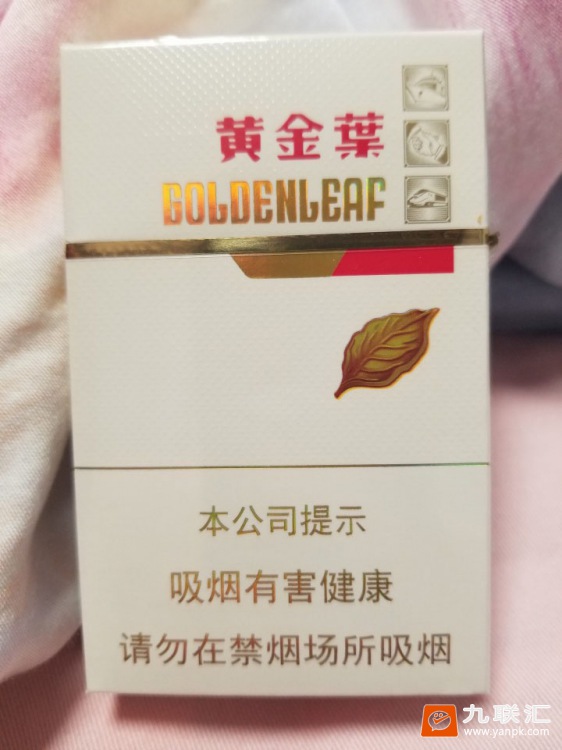 黄金葉
GOLDENLEAF
本公司提示
吸烟有害健康
请勿在禁烟场所吸烟
九联汇
www.yanpk.com